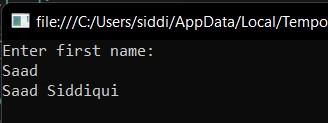 file:///C:/Users/siddi/AppData/Local/Tempo
Enter first name:
Saad
Saad Siddiqui